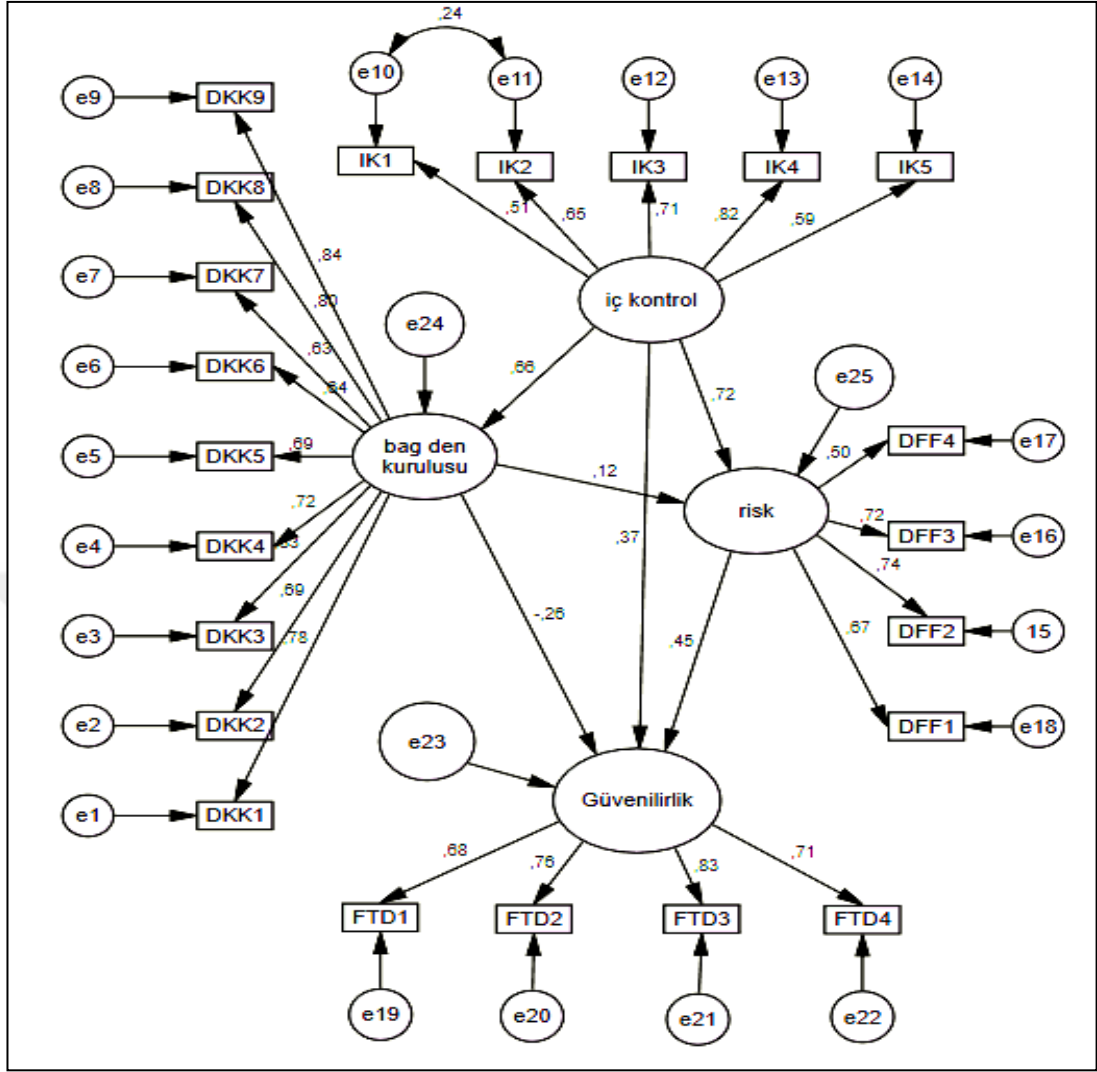 ,24
e10
e11
e12
e13
e14
e9
DKK9
IK1
IK2
IK3
IK4
IK5
e8
DKK8
,51
,65
,71
,82
,59
e7
DKK7
,84
,80
iç kontrol
e24
e6
DKK6
,63
,64
,66
,72
e25
e5
DKK5
,69
bag den
kurulusu
,12
,50
DFF4
e17
e4
DKK4
,72
risk
,72
DFF3
e16
,37
,74
e3
DKK3
,69
-,26
,45
,67
DFF2
15
,78
e2
DKK2
DFF1
e18
e23
e1
DKK1
Güvenilirlik
,68
,76
,83
,71
FTD1
FTD2
FTD3
FTD4
e19
e20
e21
e22